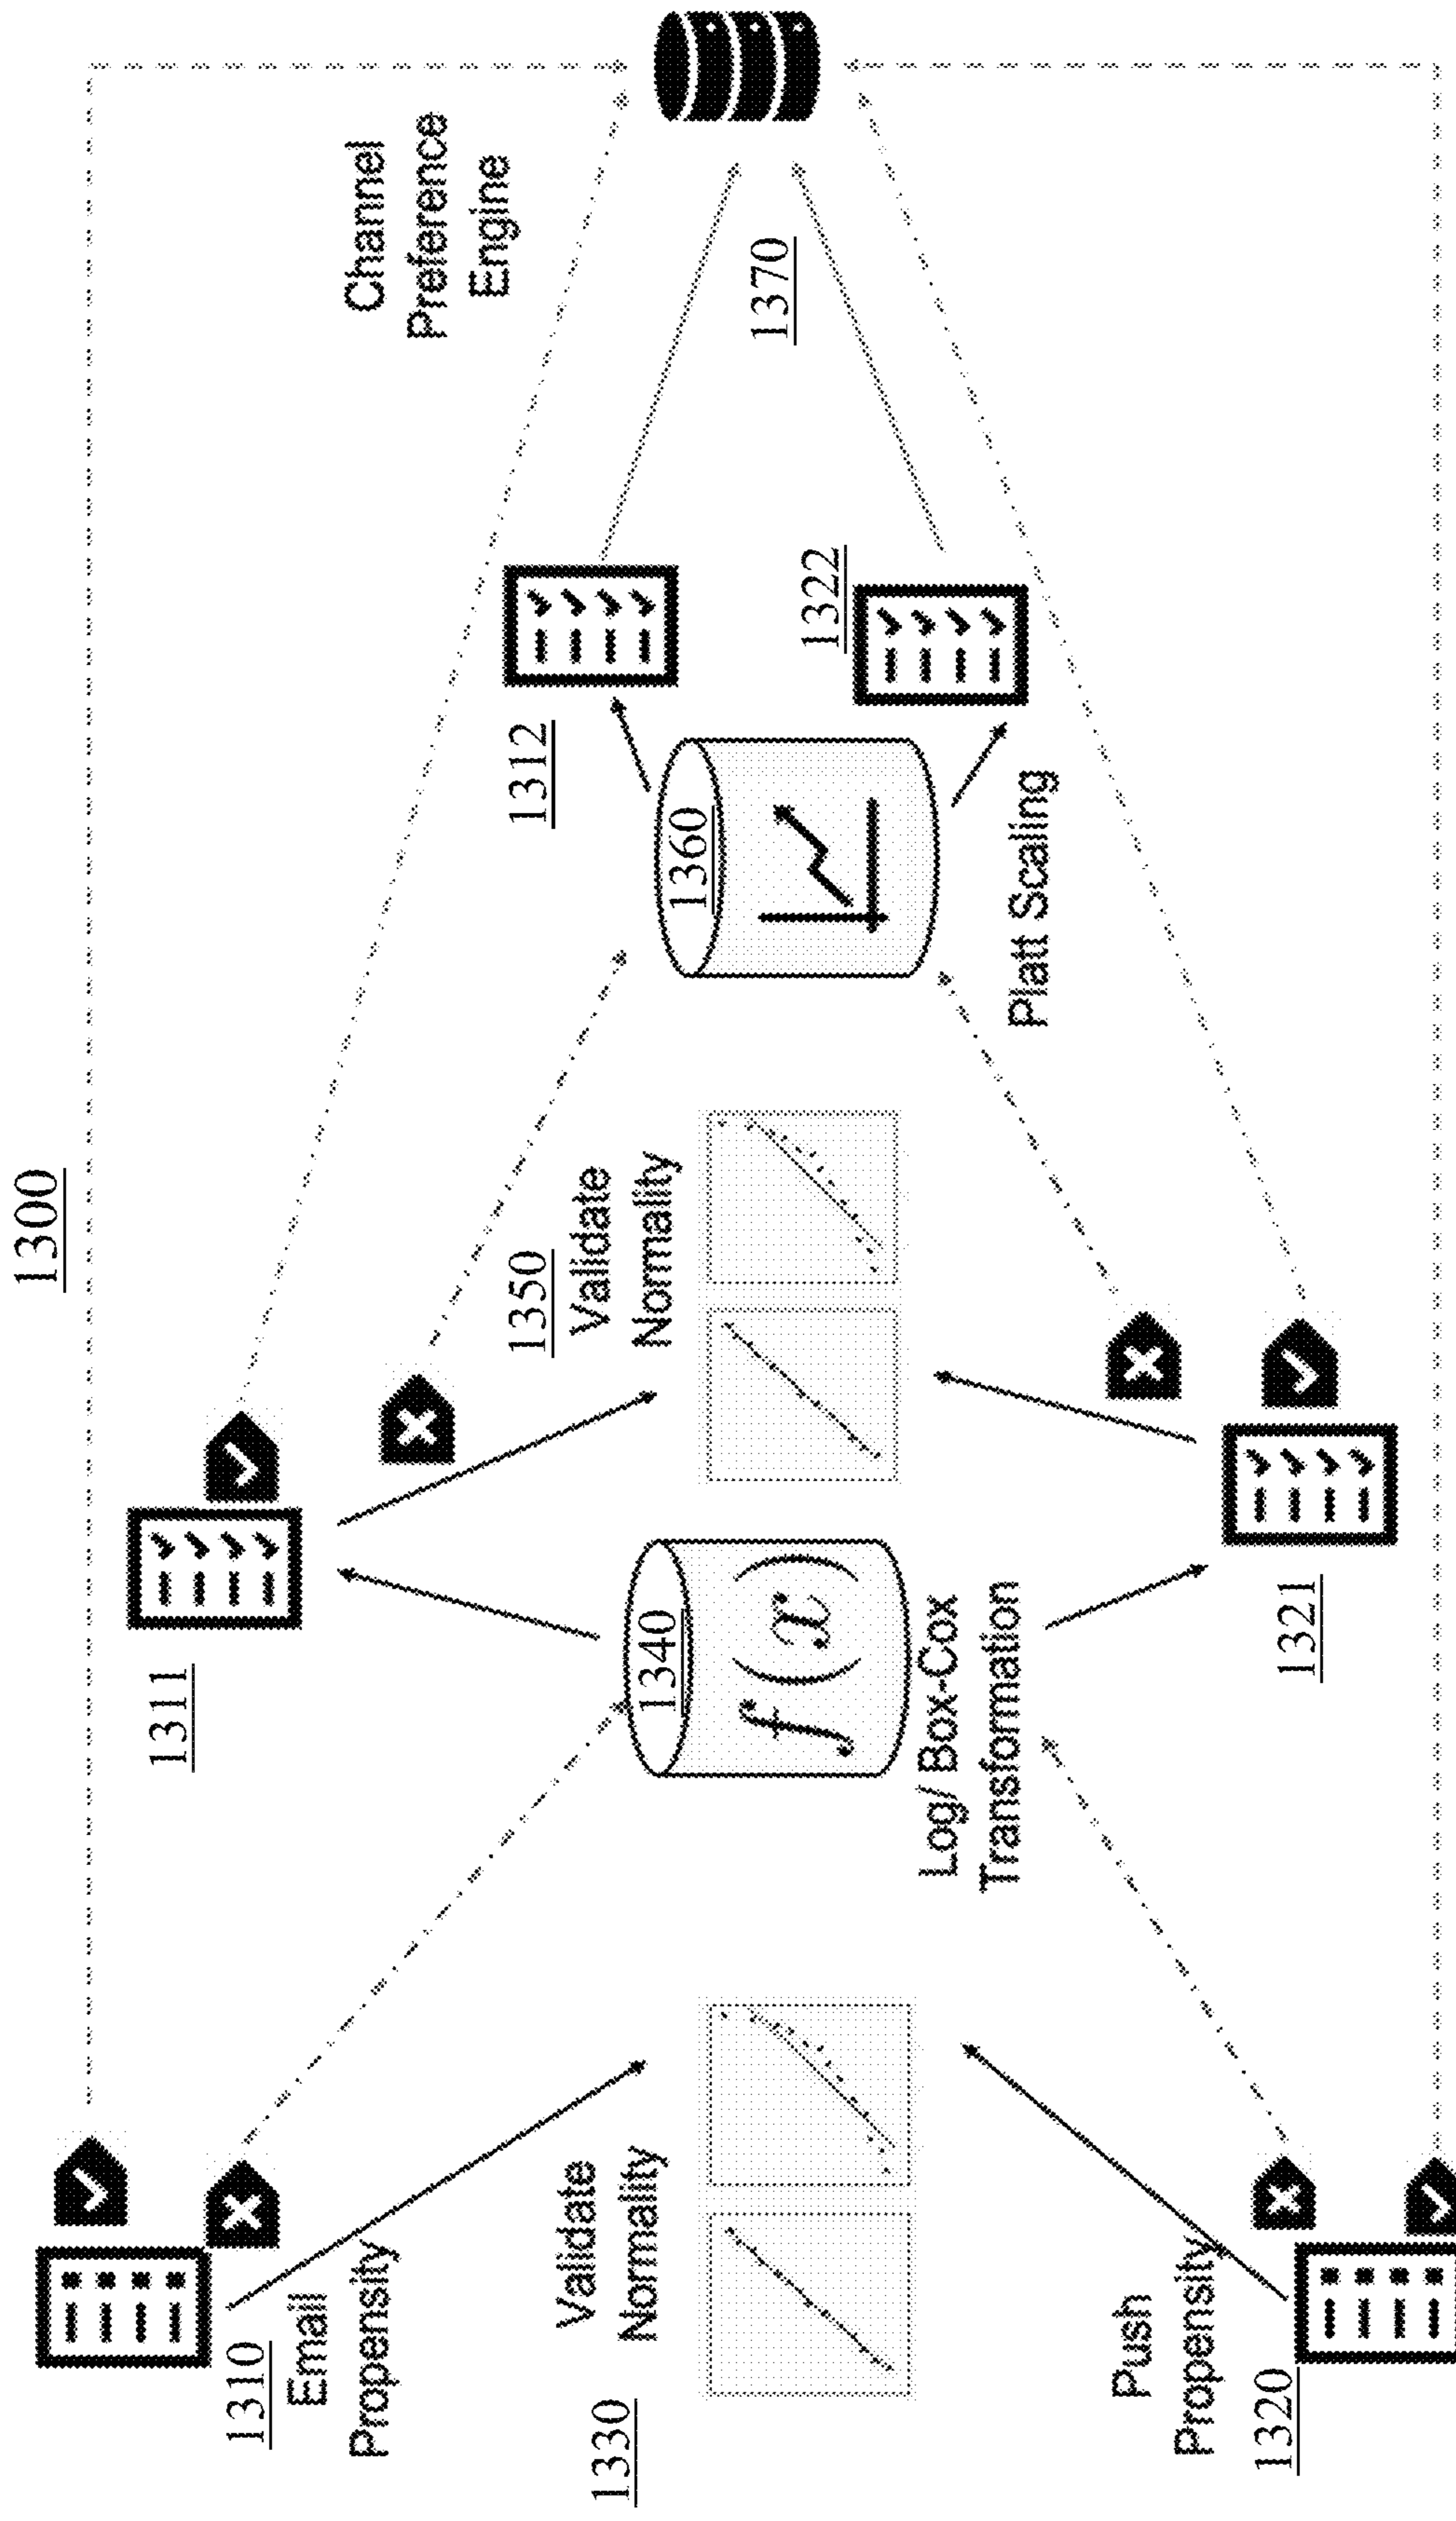 1300
1310
Email
Propensity
1311
1330
Validate
Normality
1340
f(x)
Log/ Box-Cox
Transformation
1350
Validate
Normality
1312
1360
Platt Scaling
1322
Channel
Preference
Engine
1370
Push
Propensity
1320
1321